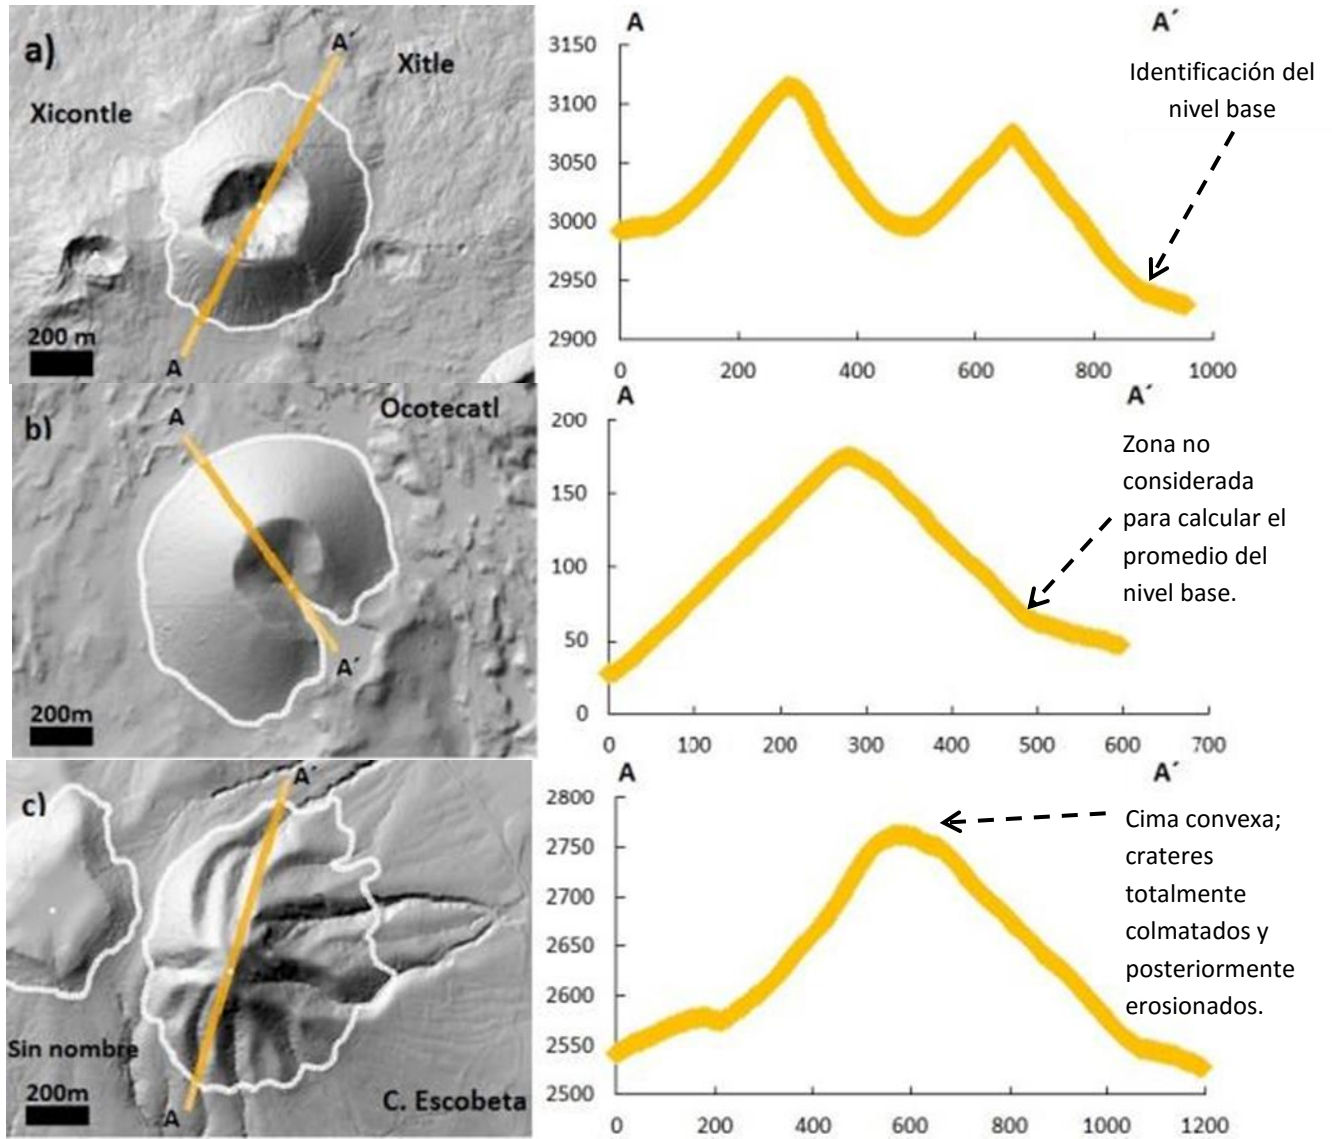 a)
A´
Xitle
Xicontle
200 m
A
A
A´
3150
3100
3050
3000
2950
2900
0
200
400
600
800
1000
Identificación del
nivel base
b)
A
Ocotecatl
A´
200m
A
A´
200
150
100
50
0
0
100
200
300
400
500
600
700
Zona no
considerada
para calcular el
promedio del
nivel base.
c)
A´
Sin nombre
200m
A
C. Escobeta
A
A´
2800
2750
2700
2650
2600
2550
2500
0
200
400
600
800
1000
1200
Cima convexa;
crateres
totalmente
colmatados y
posteriormente
erosionados.